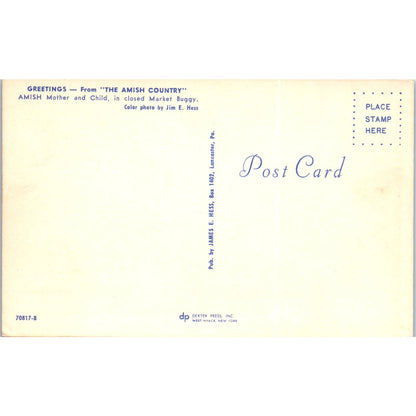 GREETINGS — From "THE AMISH COUNTRY"
AMISH Mother and Child, in closed Market Buggy.
Color photo by Jim E. Hess
PLACE
STAMP
HERE
Post Card
Pub. by JAMES E. HESS, Box 1402, Lancaster, Pa.
70817-B
dp DEXTER PRESS, INC.
WEST NYACK, NEW YORK